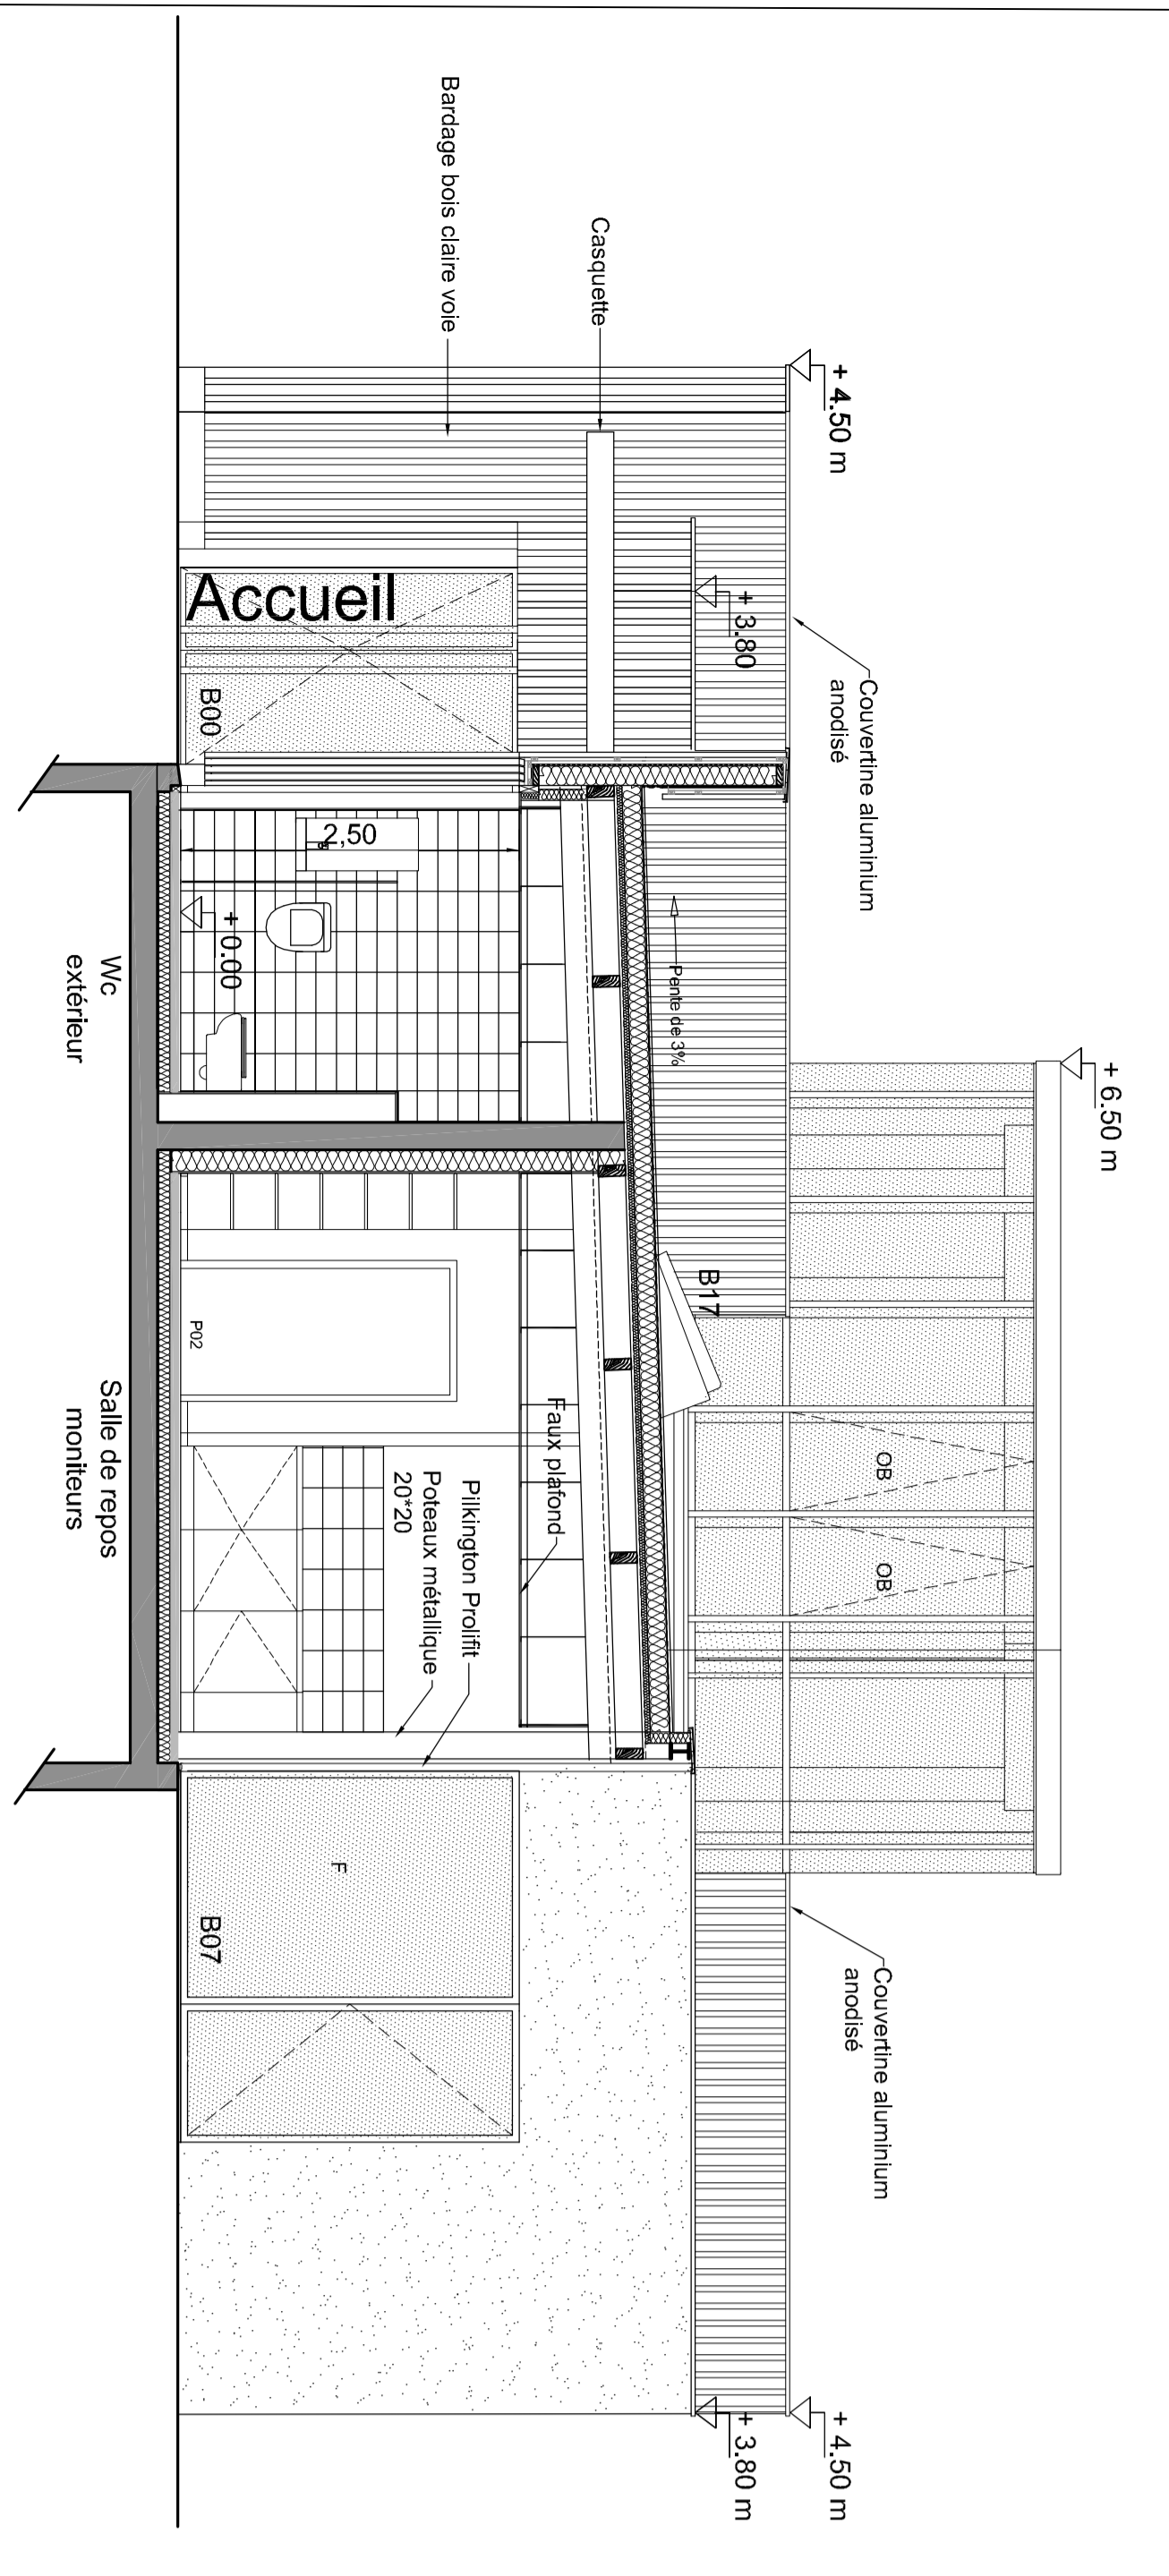 + 6.50 m
+ 4.50 m
Couvertine aluminium
anodisé
Couvertine aluminium
anodisé
+ 4.50 m
+ 3.80
+ 3.80 m
B17
OB
OB
Pente de 3%
Casquette
Faux plafond
Bardage bois claire voie
Pilkington Prolifit
Poteaux métallique
20*20
2,50
F
Accueil
B00
+ 0.00
P02
B07
Wc
extérieur
Salle de repos
moniteurs